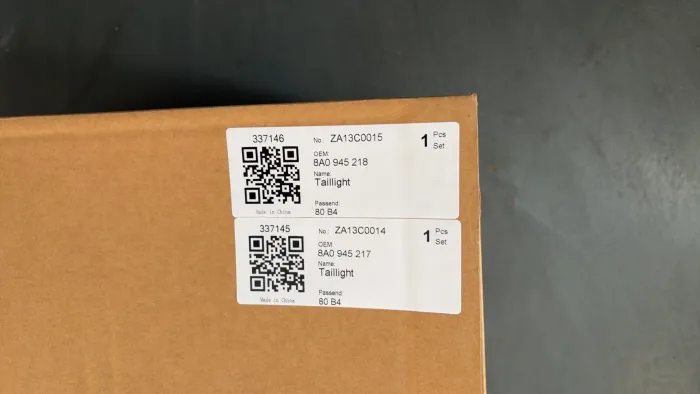 337146
No.: ZA13C0015
1 Pcs
Set
OEM:
8A0 945 218
Name:
Taillight
Passend:
80 B4
Made in China
337145
No.: ZA13C0014
1 Pcs
Set
OEM:
8A0 945 217
Name:
Taillight
Passend:
80 B4
Made in China